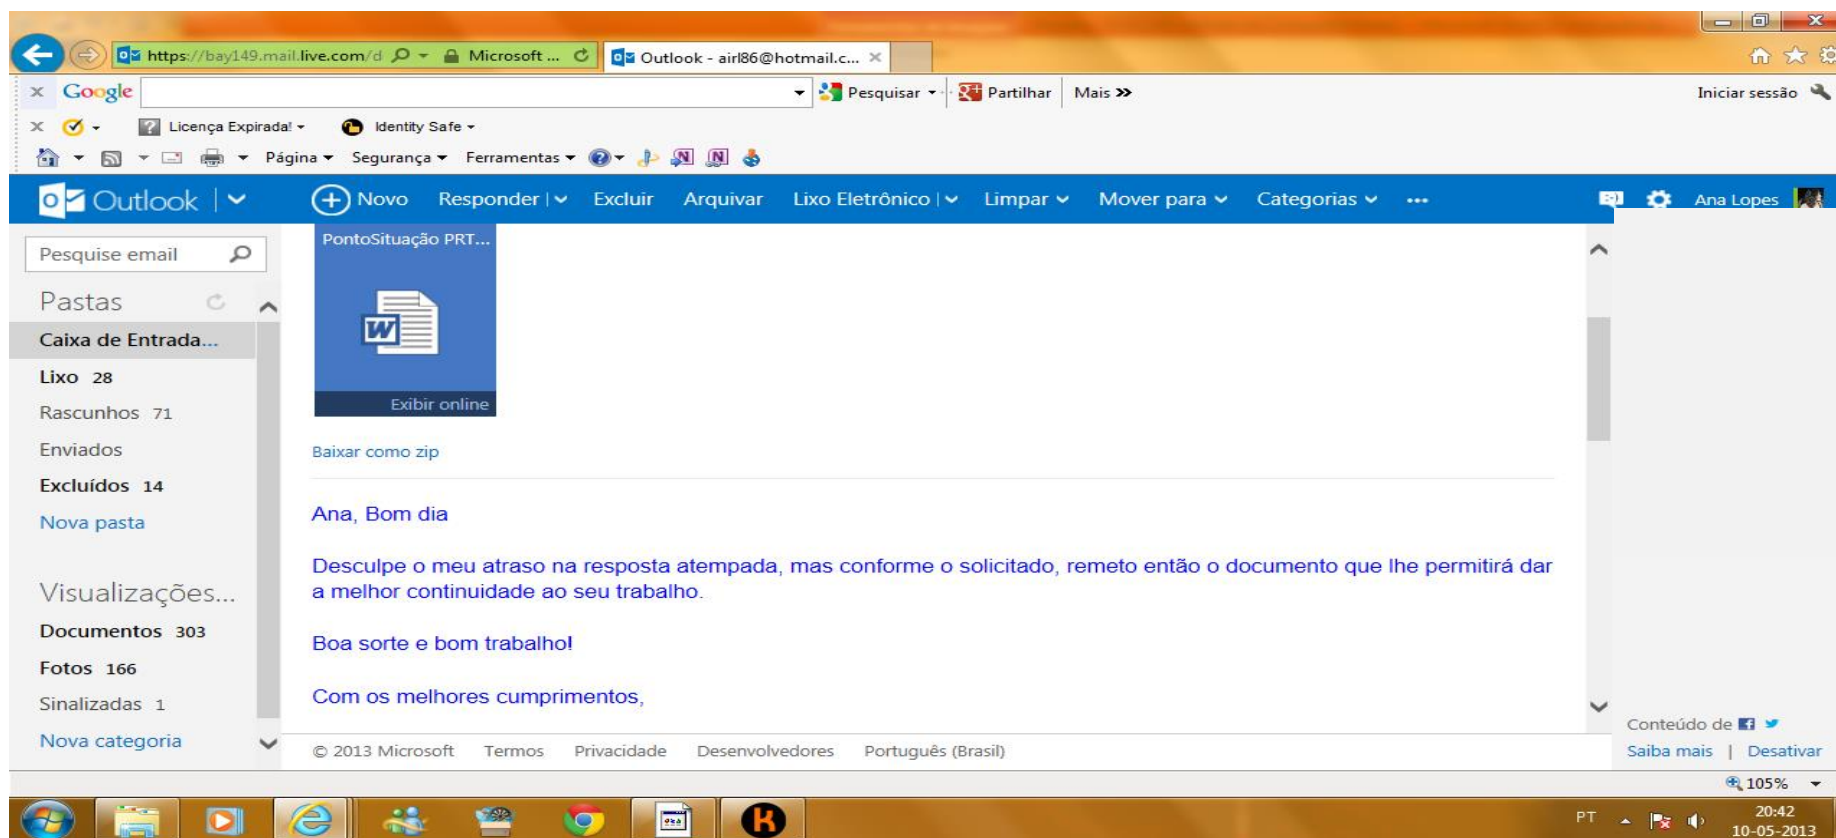 https://bay149.mail.live.com/d Microsoft ... Outlook - airl86@hotmail.c...
Google Pesquisar Partilhar Mais >> Iniciar sessão
Licença Expirada! Identity Safe
Página Segurança Ferramentas
Outlook Novo Responder Excluir Arquivar Lixo Eletrônico Limpar Mover para Categorias ... Ana Lopes
Pesquise email
Pastas
Caixa de Entrada...
Lixo 28
Rascunhos 71
Enviados
Excluídos 14
Nova pasta
Visualizações...
Documentos 303
Fotos 166
Sinalizadas 1
Nova categoria
PontoSituação PRT...
W
Exibir online
Baixar como zip
Ana, Bom dia
Desculpe o meu atraso na resposta atempada, mas conforme o solicitado, remeto então o documento que lhe permitirá dar
a melhor continuidade ao seu trabalho.
Boa sorte e bom trabalho!
Com os melhores cumprimentos,
© 2013 Microsoft Termos Privacidade Desenvolvedores Português (Brasil)
Conteúdo de
Saiba mais | Desativar
105%
PT 20:42
10-05-2013